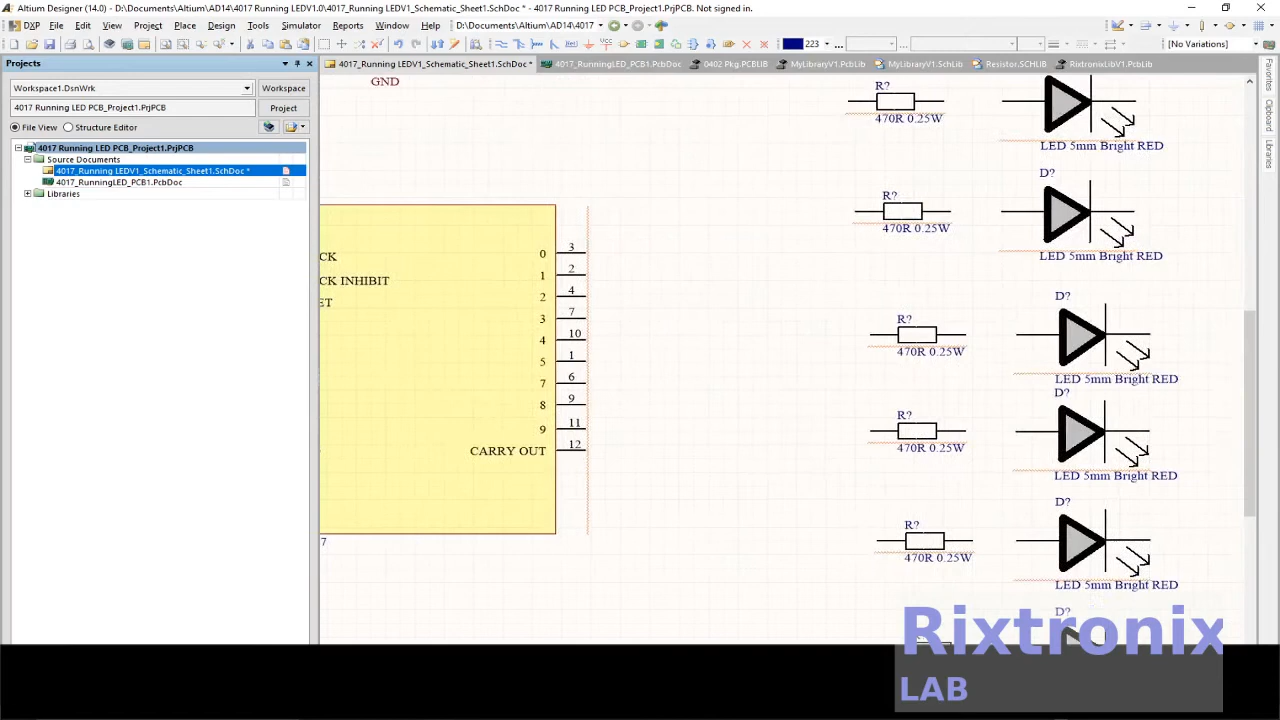 Altium Designer (14.0) - D:\Documents\Altium\AD14\4017 Running LEDV1.0\4017_Running LEDV1_Schematic_Sheet1.SchDoc * - 4017 Running LED PCB_Project1.PrjPCB. Not signed in.
DXP File Edit View Project Place Design Tools Simulate Reports Window Help D:\Documents\Altium\AD14\4017
223 [No Variations]
Projects 4017_Running LEDV1_Schematic_Sheet1.SchDoc * 4017_RunningLED_PCB1.PcbDoc 0402 Pkg.PCBLIB MyLibraryV1.PcbLib MyLibraryV1.SchLib Resistor.SCHLIB RixtronixLibV1.PcbLib
Workspace1.DsnWrk Workspace
4017 Running LED PCB_Project1.PrjPCB Project
File View Structure Editor
4017 Running LED PCB_Project1.PrjPCB
Source Documents
4017_Running LEDV1_Schematic_Sheet1.SchDoc *
4017_RunningLED_PCB1.PcbDoc
Libraries
Favorites
Clipboard
Libraries
GND
CK
CK INHIBIT
ET
0 3
1 2
2 4
3 7
4 10
5 1
7 6
8 9
9 11
CARRY OUT 12
7
R?
470R 0.25W
LED 5mm Bright RED
R? D?
470R 0.25W
LED 5mm Bright RED
R? D?
470R 0.25W
LED 5mm Bright RED
R? D?
470R 0.25W
LED 5mm Bright RED
R? D?
470R 0.25W
LED 5mm Bright RED
D?
Rixtronix
LAB